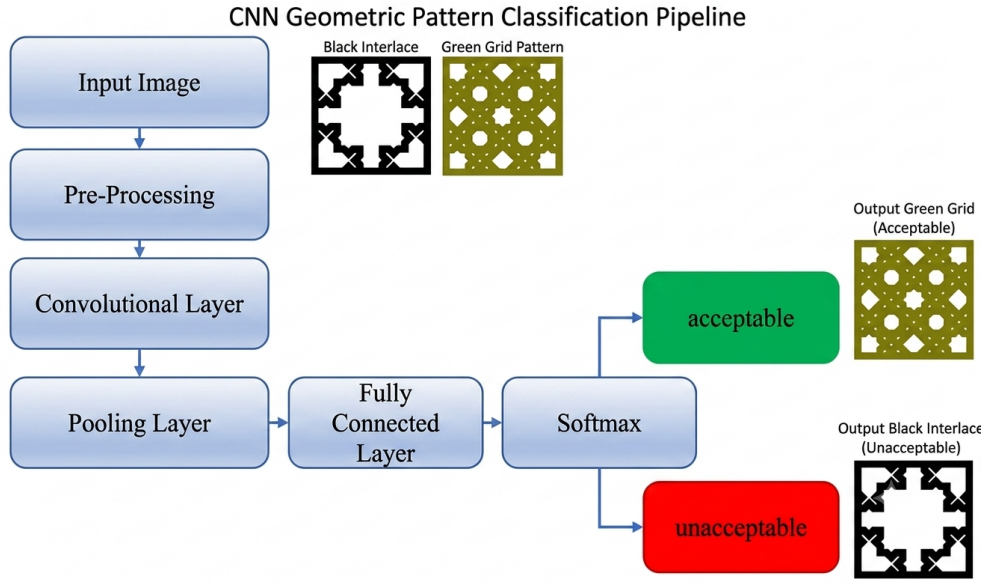 CNN Geometric Pattern Classification Pipeline
Input Image
Black Interlace
Green Grid Pattern
Pre-Processing
Convolutional Layer
Pooling Layer
Fully
Connected
Layer
Softmax
acceptable
Output Green Grid
(Acceptable)
unacceptable
Output Black Interlace
(Unacceptable)